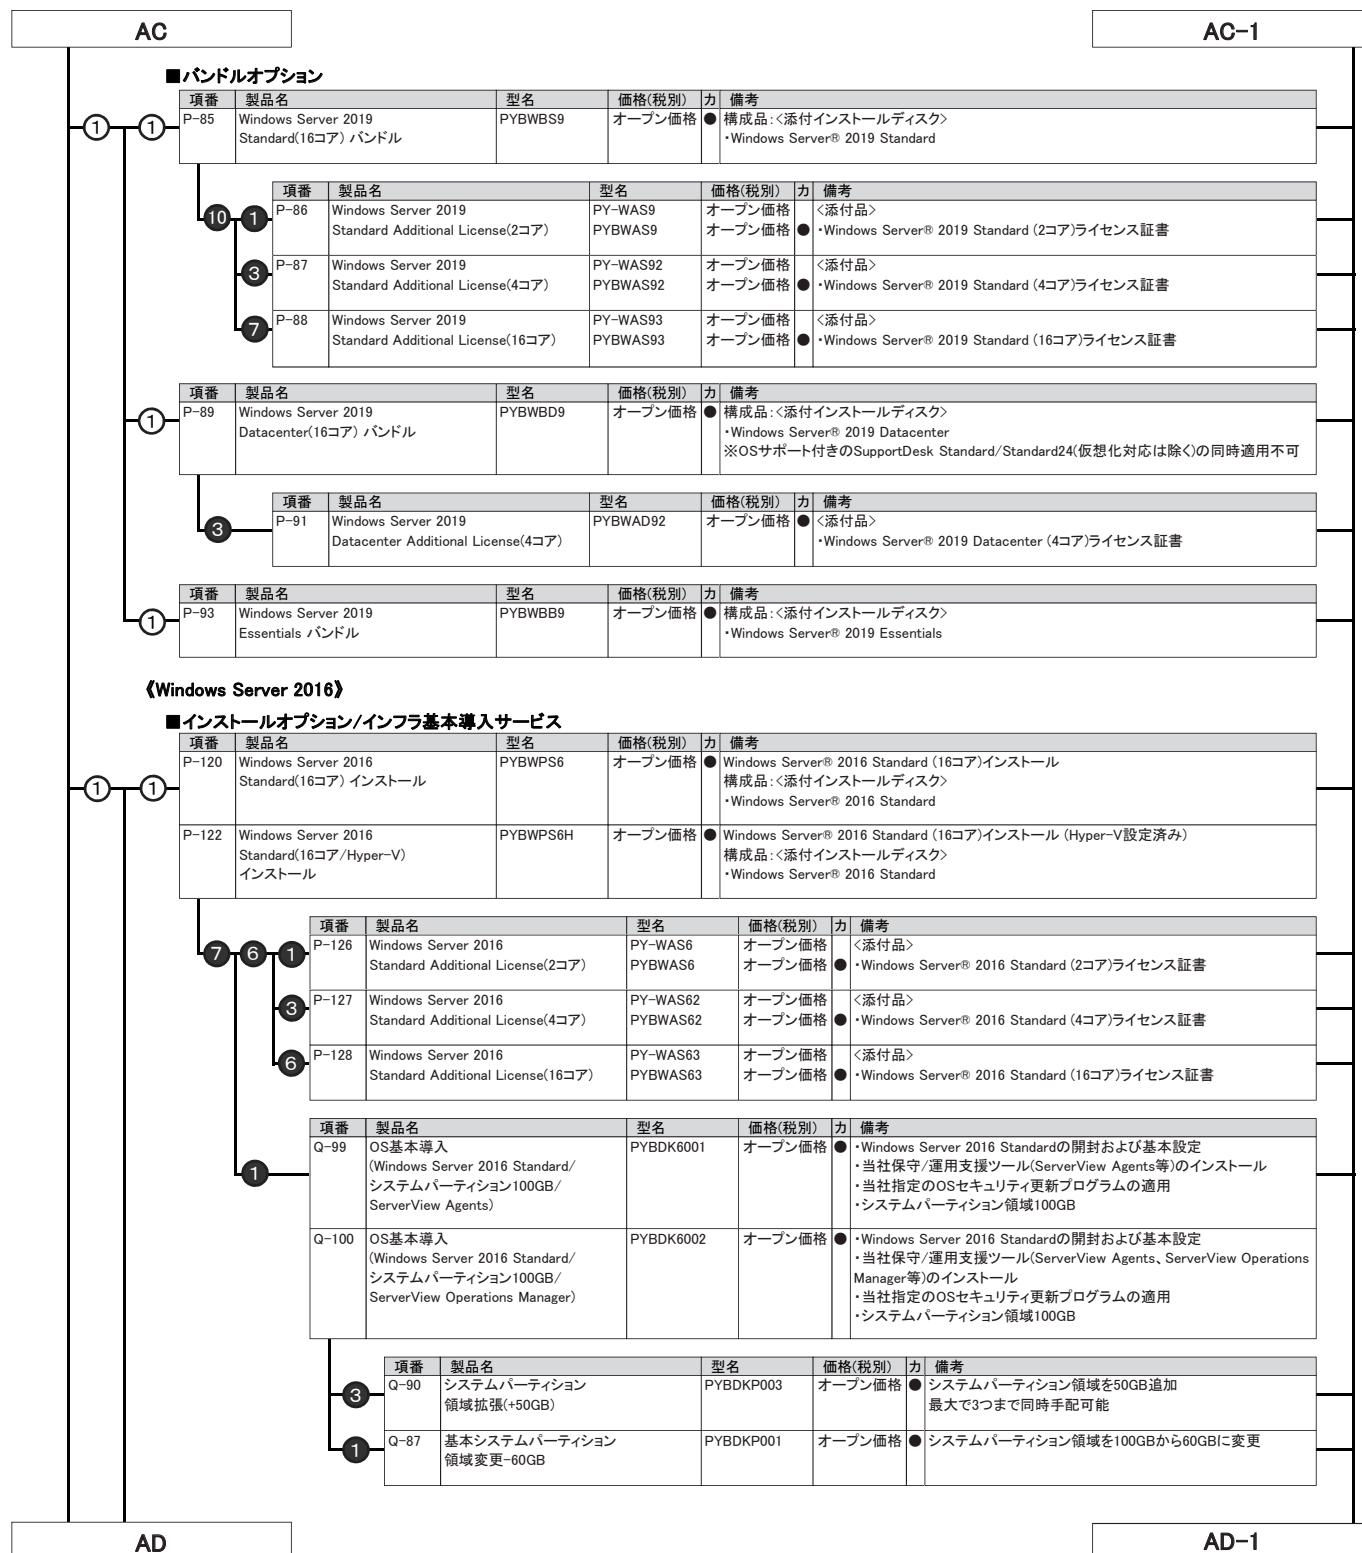 AC
AC-1
■バンドルオプション
項番 製品名 型名 価格(税別) カ 備考
① ① P-85 Windows Server 2019 PYBWBS9 オープン価格 ● 構成品:<添付インストールディスク>
Standard(16コア) バンドル ・Windows Server® 2019 Standard
項番 製品名 型名 価格(税別) カ 備考
10 1 P-86 Windows Server 2019 PY-WAS9 オープン価格 <添付品>
Standard Additional License(2コア) PYBWAS9 オープン価格 ● ・Windows Server® 2019 Standard (2コア)ライセンス証書
3 P-87 Windows Server 2019 PY-WAS92 オープン価格 <添付品>
Standard Additional License(4コア) PYBWAS92 オープン価格 ● ・Windows Server® 2019 Standard (4コア)ライセンス証書
7 P-88 Windows Server 2019 PY-WAS93 オープン価格 <添付品>
Standard Additional License(16コア) PYBWAS93 オープン価格 ● ・Windows Server® 2019 Standard (16コア)ライセンス証書
項番 製品名 型名 価格(税別) カ 備考
① P-89 Windows Server 2019 PYBWBD9 オープン価格 ● 構成品:<添付インストールディスク>
Datacenter(16コア) バンドル ・Windows Server® 2019 Datacenter
※OSサポート付きのSupportDesk Standard/Standard24(仮想化対応は除く)の同時適用不可
項番 製品名 型名 価格(税別) カ 備考
3 P-91 Windows Server 2019 PYBWAD92 オープン価格 ● <添付品>
Datacenter Additional License(4コア) ・Windows Server® 2019 Datacenter (4コア)ライセンス証書
項番 製品名 型名 価格(税別) カ 備考
① P-93 Windows Server 2019 PYBWBB9 オープン価格 ● 構成品:<添付インストールディスク>
Essentials バンドル ・Windows Server® 2019 Essentials
《Windows Server 2016》
■インストールオプション/インフラ基本導入サービス
項番 製品名 型名 価格(税別) カ 備考
① ① P-120 Windows Server 2016 PYBWPS6 オープン価格 ● Windows Server® 2016 Standard (16コア)インストール
Standard(16コア) インストール 構成品:<添付インストールディスク>
・Windows Server® 2016 Standard
P-122 Windows Server 2016 PYBWPS6H オープン価格 ● Windows Server® 2016 Standard (16コア)インストール (Hyper-V設定済み)
Standard(16コア/Hyper-V) 構成品:<添付インストールディスク>
インストール ・Windows Server® 2016 Standard
項番 製品名 型名 価格(税別) カ 備考
7 6 1 P-126 Windows Server 2016 PY-WAS6 オープン価格 <添付品>
Standard Additional License(2コア) PYBWAS6 オープン価格 ● ・Windows Server® 2016 Standard (2コア)ライセンス証書
3 P-127 Windows Server 2016 PY-WAS62 オープン価格 <添付品>
Standard Additional License(4コア) PYBWAS62 オープン価格 ● ・Windows Server® 2016 Standard (4コア)ライセンス証書
6 P-128 Windows Server 2016 PY-WAS63 オープン価格 <添付品>
Standard Additional License(16コア) PYBWAS63 オープン価格 ● ・Windows Server® 2016 Standard (16コア)ライセンス証書
項番 製品名 型名 価格(税別) カ 備考
1 Q-99 OS基本導入 PYBDK6001 オープン価格 ● ・Windows Server 2016 Standardの開封および基本設定
(Windows Server 2016 Standard/ ・当社保守/運用支援ツール(ServerView Agents等)のインストール
システムパーティション100GB/ ・当社指定のOSセキュリティ更新プログラムの適用
ServerView Agents) ・システムパーティション領域100GB
Q-100 OS基本導入 PYBDK6002 オープン価格 ● ・Windows Server 2016 Standardの開封および基本設定
(Windows Server 2016 Standard/ ・当社保守/運用支援ツール(ServerView Agents、ServerView Operations
システムパーティション100GB/ Manager等)のインストール
ServerView Operations Manager) ・当社指定のOSセキュリティ更新プログラムの適用
・システムパーティション領域100GB
項番 製品名 型名 価格(税別) カ 備考
3 Q-90 システムパーティション PYBDKP003 オープン価格 ● システムパーティション領域を50GB追加
領域拡張(+50GB) 最大で3つまで同時手配可能
1 Q-87 基本システムパーティション PYBDKP001 オープン価格 ● システムパーティション領域を100GBから60GBに変更
領域変更-60GB
AD
AD-1